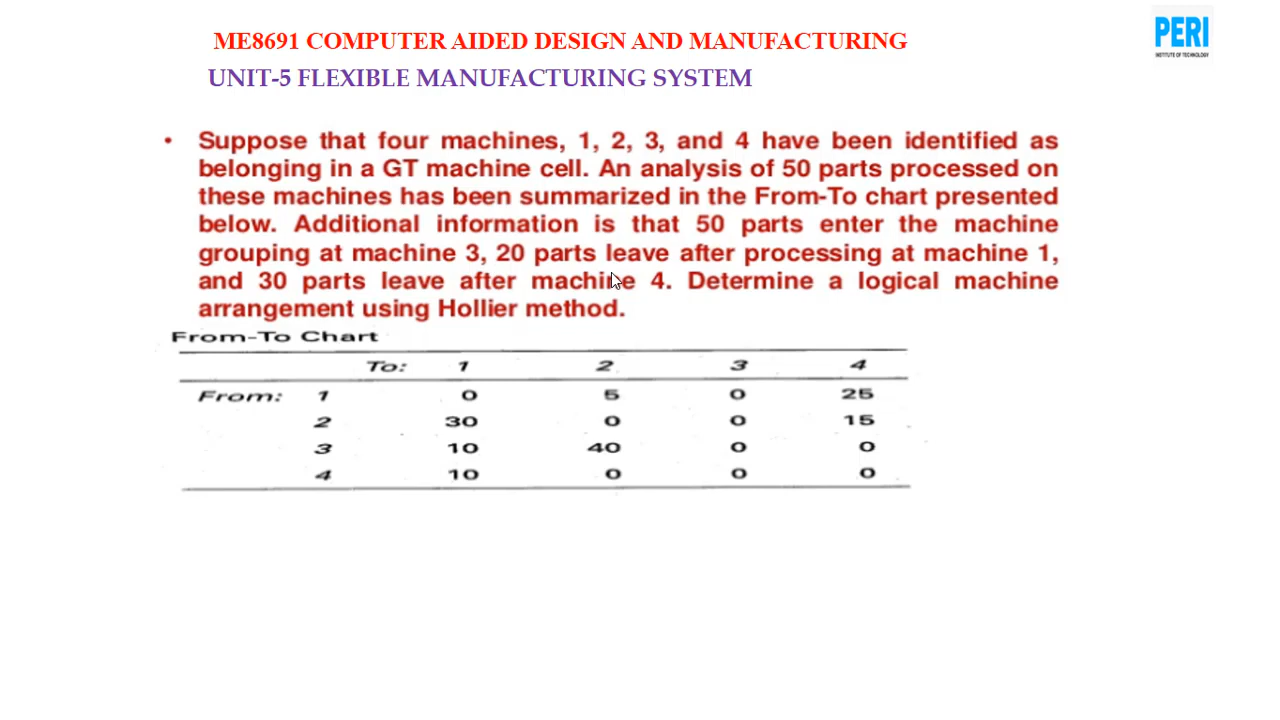 ME8691 COMPUTER AIDED DESIGN AND MANUFACTURING
PERI
INSTITUTE OF TECHNOLOGY
UNIT-5 FLEXIBLE MANUFACTURING SYSTEM
• Suppose that four machines, 1, 2, 3, and 4 have been identified as
belonging in a GT machine cell. An analysis of 50 parts processed on
these machines has been summarized in the From-To chart presented
below. Additional information is that 50 parts enter the machine
grouping at machine 3, 20 parts leave after processing at machine 1,
and 30 parts leave after machine 4. Determine a logical machine
arrangement using Hollier method.
From-To Chart
To: 1 2 3 4
From: 1 0 5 0 25
2 30 0 0 15
3 10 40 0 0
4 10 0 0 0